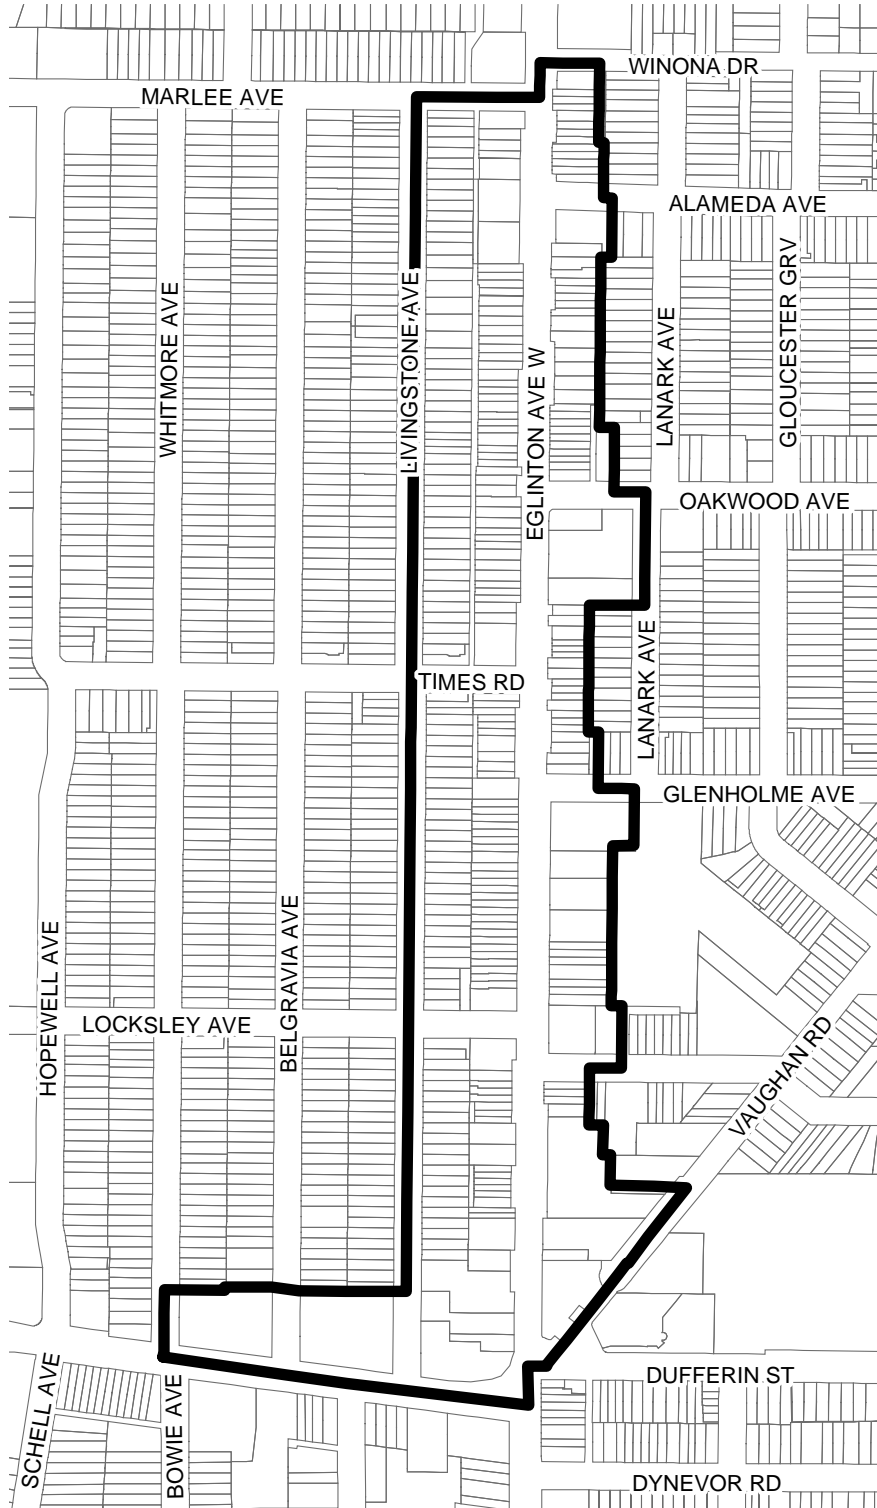 WINONA DR
MARLEE AVE
ALAMEDA AVE
GLOUCESTER GRV
LIVINGSTONE AVE
WHITMORE AVE
LANARK AVE
EGLINTON AVE W
OAKWOOD AVE
LANARK AVE
TIMES RD
GLENHOLME AVE
BELGRAVIA AVE
HOPEWELL AVE
LOCKSLEY AVE
VAUGHAN RD
SCHELL AVE
DUFFERIN ST
BOWIE AVE
DYNEVOR RD